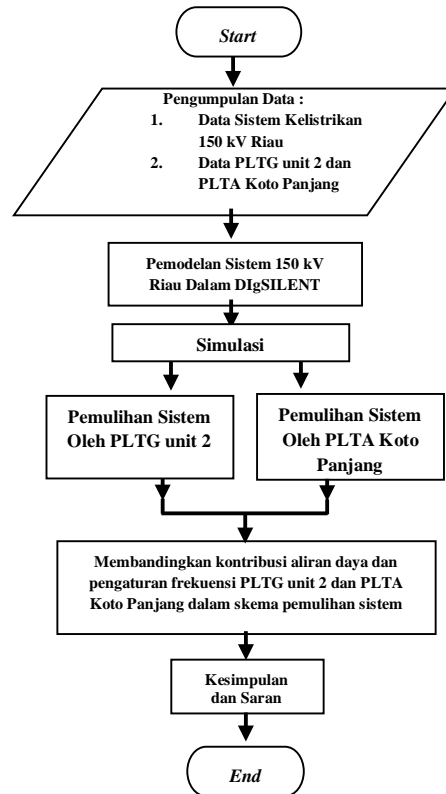 Start
Pengumpulan Data :
1. Data Sistem Kelistrikan
150 kV Riau
2. Data PLTG unit 2 dan
PLTA Koto Panjang
Pemodelan Sistem 150 kV
Riau Dalam DIgSILENT
Simulasi
Pemulihan Sistem
Oleh PLTG unit 2
Pemulihan Sistem
Oleh PLTA Koto
Panjang
Membandingkan kontribusi aliran daya dan
pengaturan frekuensi PLTG unit 2 dan PLTA
Koto Panjang dalam skema pemulihan sistem
Kesimpulan
dan Saran
End